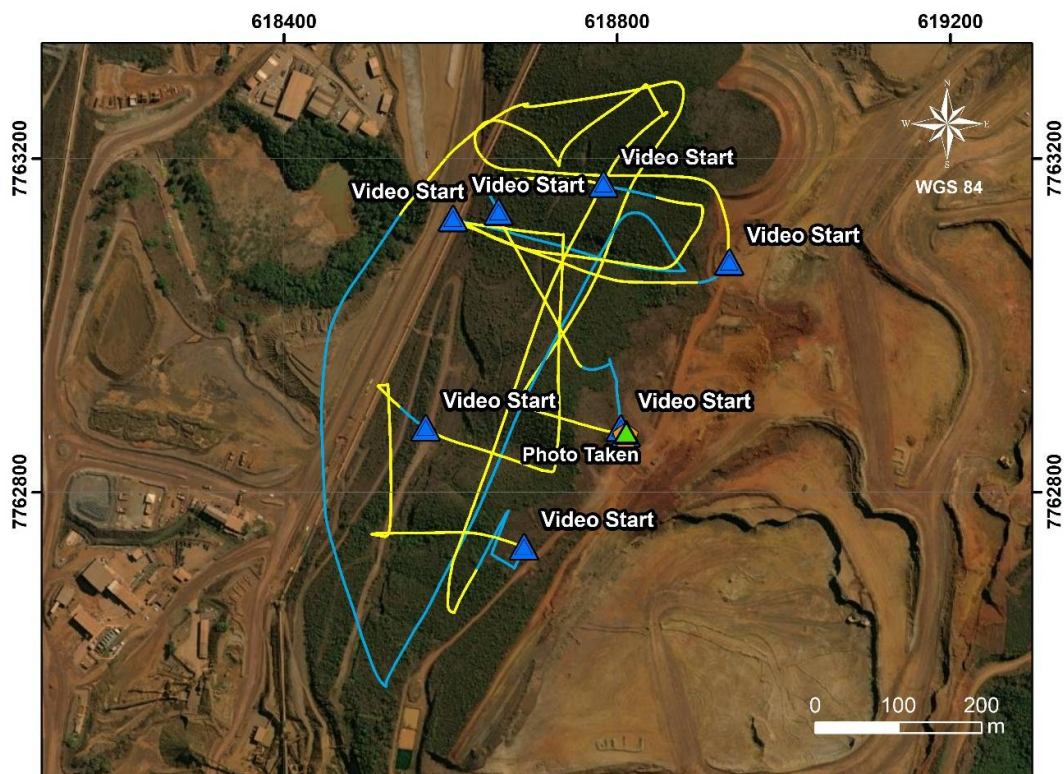 618400
618800
619200
7763200
7763200
N
W
E
S
WGS 84
Video Start
Video Start
Video Start
Video Start
Video Start
Video Start
Photo Taken
7762800
7762800
Video Start
0
100
200
m